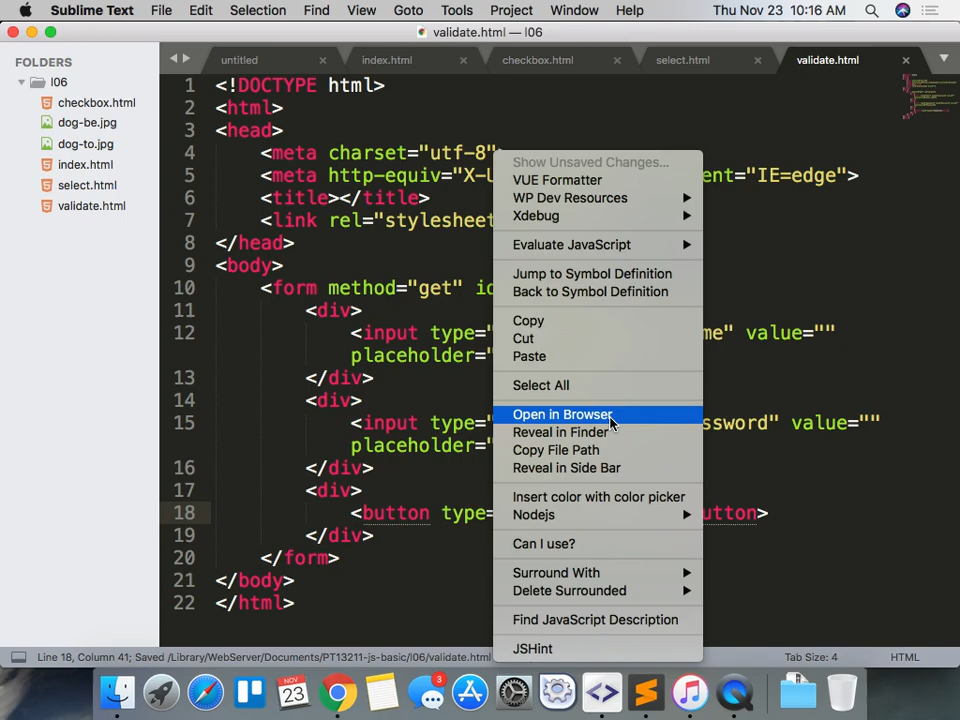 Sublime Text File Edit Selection Find View Goto Tools Project Window Help Thu Nov 23 10:16 AM
validate.html — l06
FOLDERS
l06
checkbox.html
dog-be.jpg
dog-to.jpg
index.html
select.html
validate.html
untitled index.html checkbox.html select.html validate.html
1 <!DOCTYPE html>
2 <html>
3 <head>
4 <meta charset="utf-8">
5 <meta http-equiv="X-U ent="IE=edge">
6 <title></title>
7 <link rel="stylesheet
8 </head>
9 <body>
10 <form method="get" id
11 <div>
12 <input type=" me" value=""
placeholder="
13 </div>
14 <div>
15 <input type=" ssword" value=""
placeholder="
16 </div>
17 <div>
18 <button type= utton>
19 </div>
20 </form>
21 </body>
22 </html>
Show Unsaved Changes...
VUE Formatter
WP Dev Resources
Xdebug
Evaluate JavaScript
Jump to Symbol Definition
Back to Symbol Definition
Copy
Cut
Paste
Select All
Open in Browser
Reveal in Finder
Copy File Path
Reveal in Side Bar
Insert color with color picker
Nodejs
Can I use?
Surround With
Delete Surrounded
Find JavaScript Description
JSHint
Line 18, Column 41; Saved /Library/WebServer/Documents/PT13211-js-basic/l06/validate.html Tab Size: 4 HTML
NOV
23
3